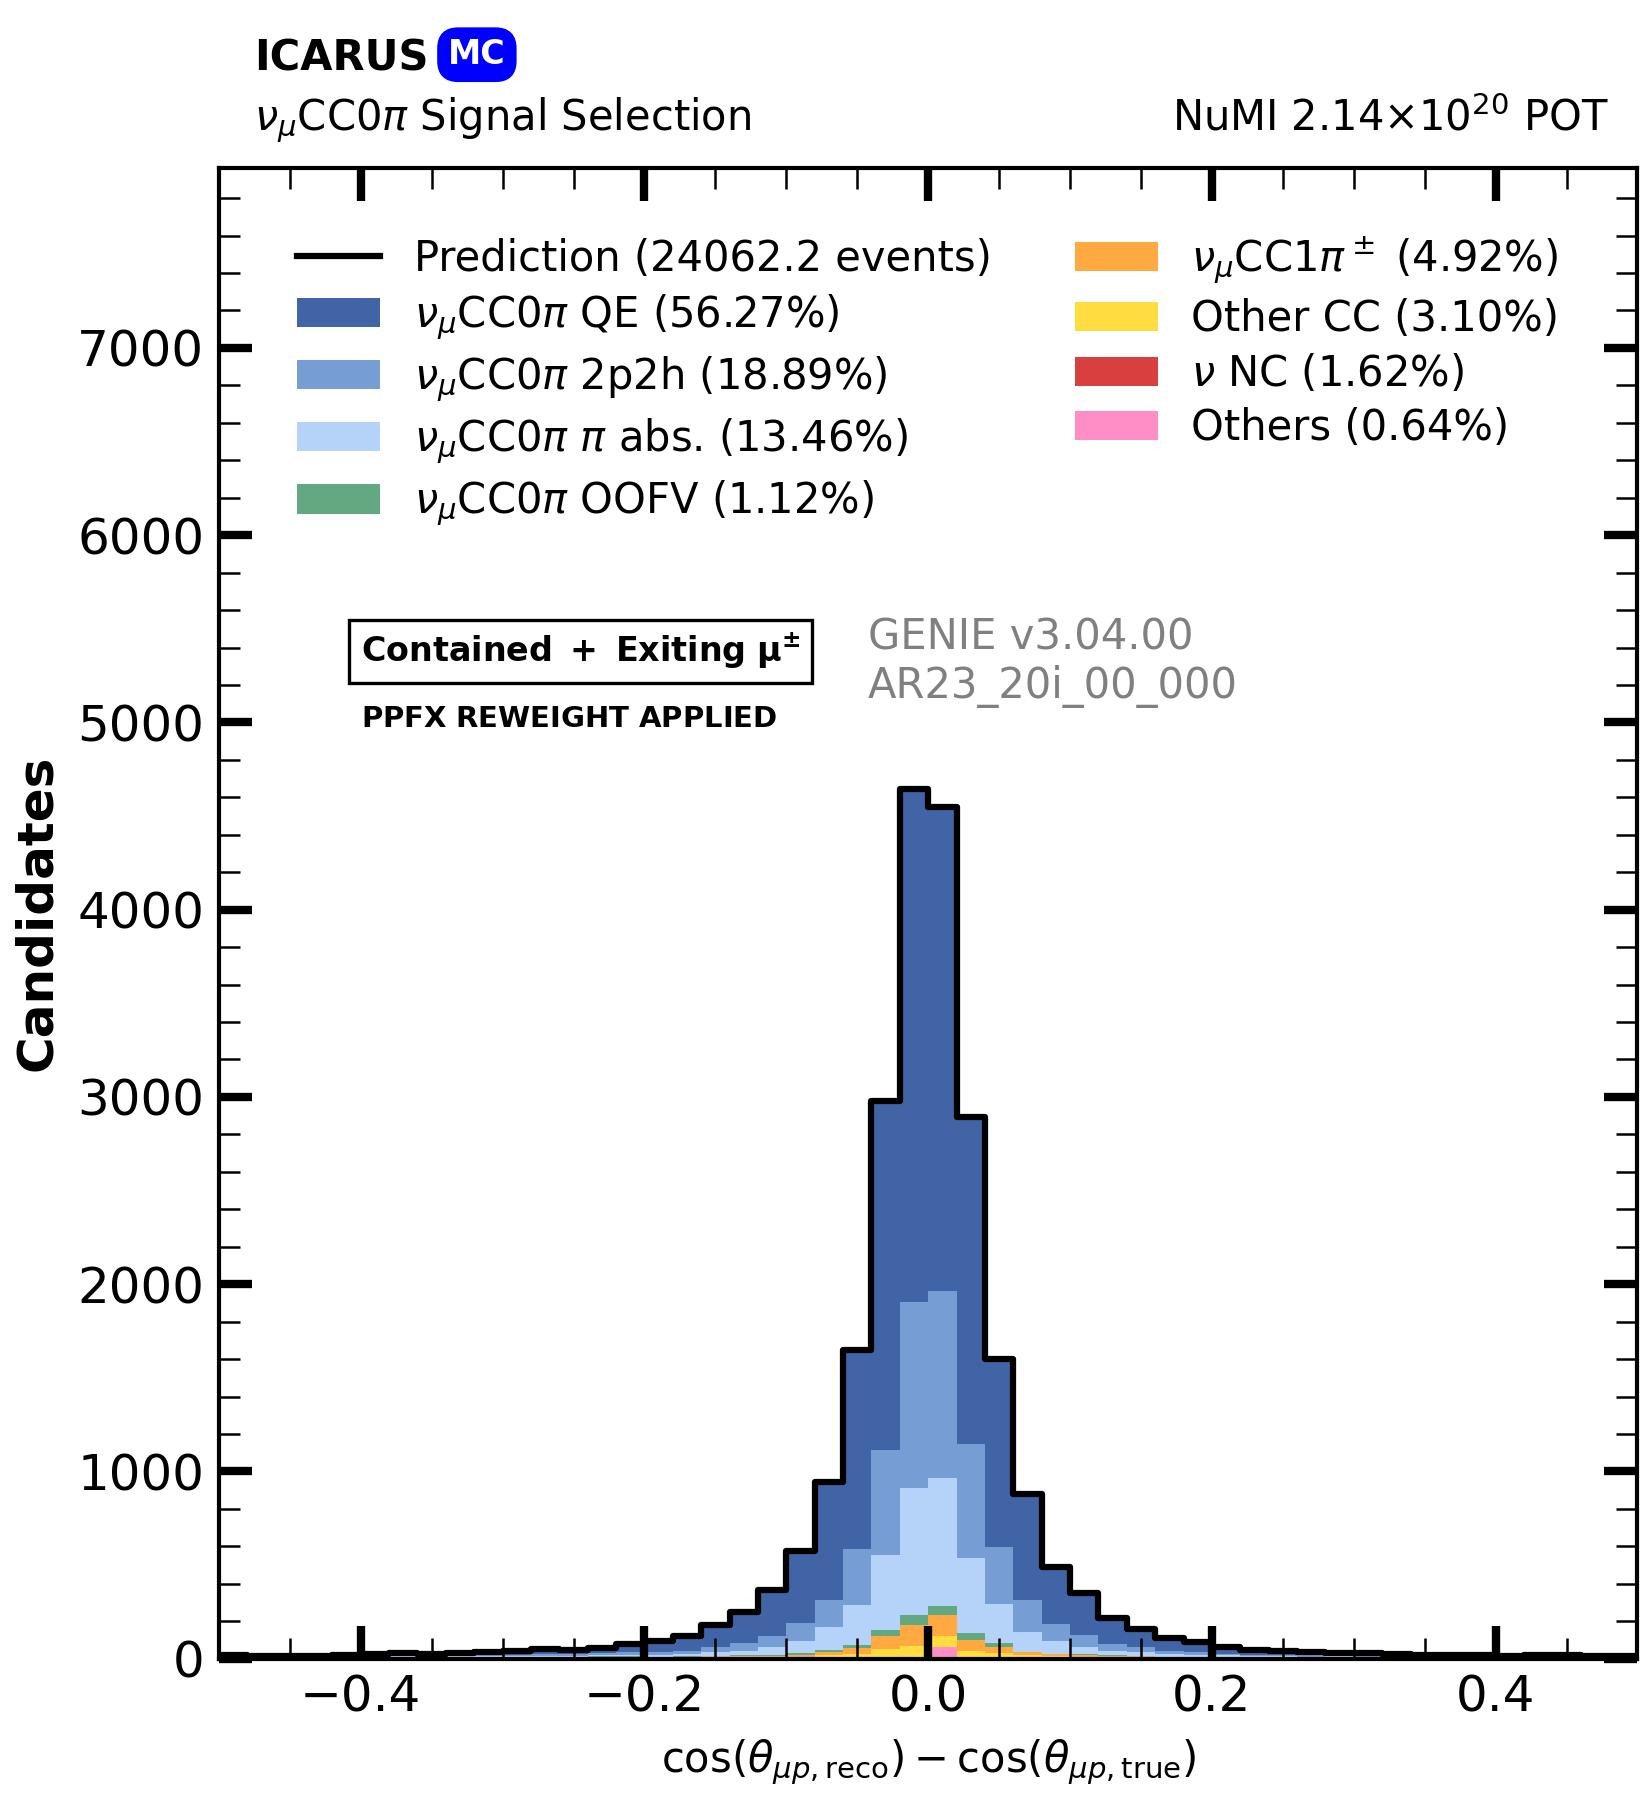 ICARUS MC
νμCC0π Signal Selection
NuMI 2.14×10²⁰ POT
Prediction (24062.2 events)
νμCC0π QE (56.27%)
νμCC0π 2p2h (18.89%)
νμCC0π π abs. (13.46%)
νμCC0π OOFV (1.12%)
νμCC1π± (4.92%)
Other CC (3.10%)
ν NC (1.62%)
Others (0.64%)
Contained + Exiting μ±
PPFX REWEIGHT APPLIED
GENIE v3.04.00
AR23_20i_00_000
Candidates
7000
6000
5000
4000
3000
2000
1000
0
−0.4 −0.2 0.0 0.2 0.4
cos(θμp, reco) − cos(θμp, true)